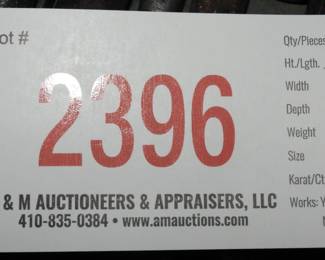 ot #
2396
& M AUCTIONEERS & APPRAISERS, LLC
410-835-0384 • www.amauctions.com
Qty/Pieces
Ht./Lgth.
Width
Depth
Weight
Size
Karat/Ct.
Works: Y